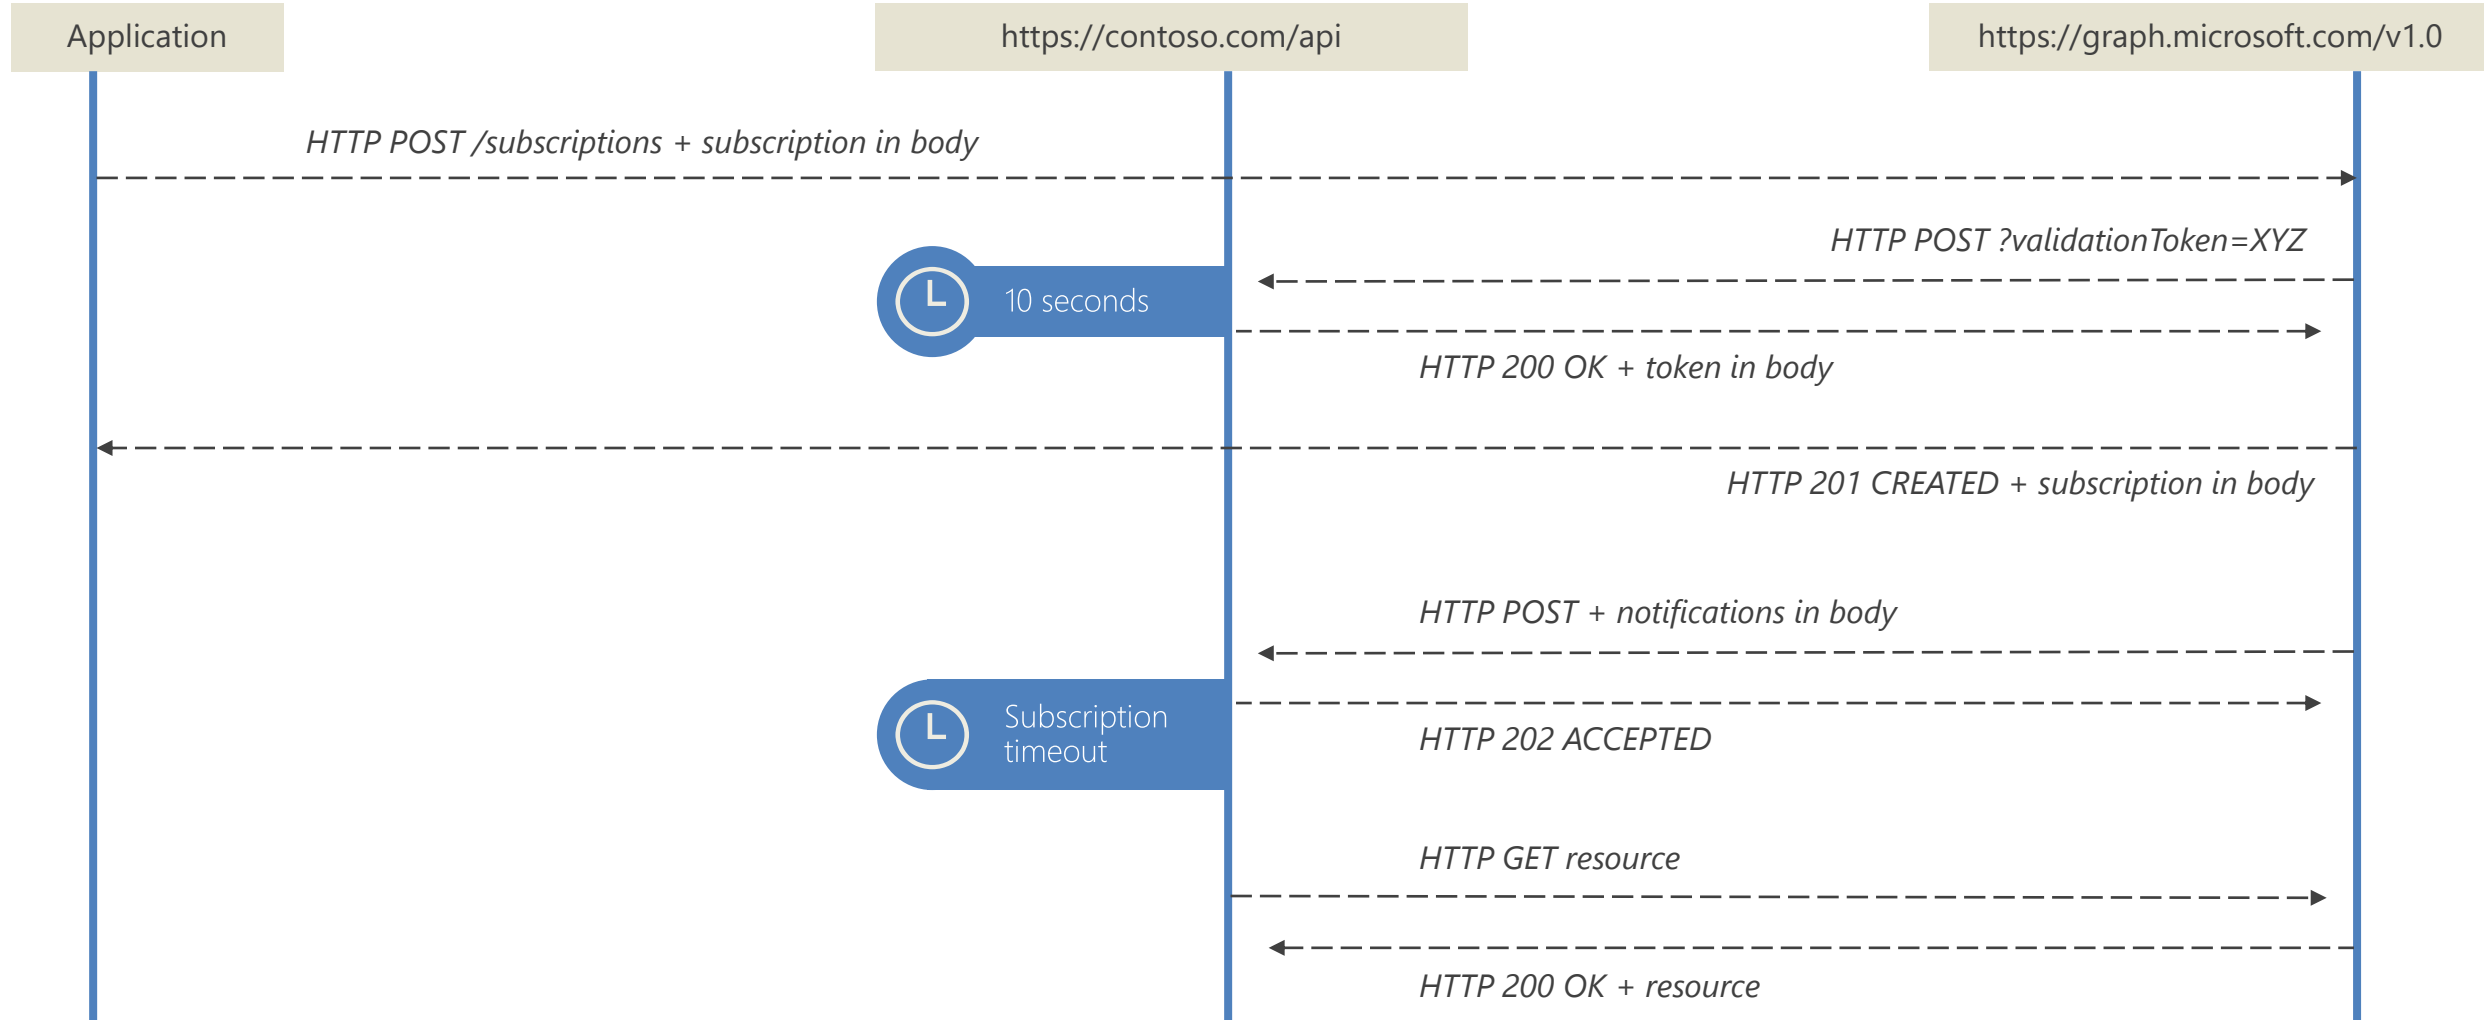 Application
https://contoso.com/api
https://graph.microsoft.com/v1.0
HTTP POST /subscriptions + subscription in body
HTTP POST ?validationToken=XYZ
10 seconds
HTTP 200 OK + token in body
HTTP 201 CREATED + subscription in body
HTTP POST + notifications in body
Subscription
timeout
HTTP 202 ACCEPTED
HTTP GET resource
HTTP 200 OK + resource